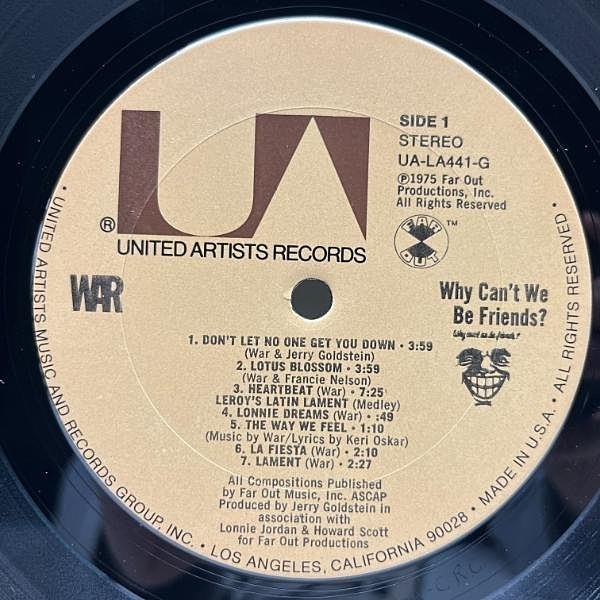 UA
®
UNITED ARTISTS RECORDS
SIDE 1
STEREO
UA-LA441-G
℗1975 Far Out
Productions, Inc.
All Rights Reserved
FAR OUT ™
WAR
Why Can't We
Be Friends?
Why can't we be friends?
1. DON'T LET NO ONE GET YOU DOWN • 3:59
(War & Jerry Goldstein)
2. LOTUS BLOSSOM • 3:59
(War & Francie Nelson)
3. HEARTBEAT (War) • 7:25
LEROY'S LATIN LAMENT (Medley)
4. LONNIE DREAMS (War) • :49
5. THE WAY WE FEEL • 1:10
(Music by War/Lyrics by Keri Oskar)
6. LA FIESTA (War) • 2:10
7. LAMENT (War) • 2:27
All Compositions Published
by Far Out Music, Inc. ASCAP
Produced by Jerry Goldstein in
association with
Lonnie Jordan & Howard Scott
for Far Out Productions
• UNITED ARTISTS MUSIC AND RECORDS GROUP, INC. • LOS ANGELES, CALIFORNIA 90028 • MADE IN U.S.A. • ALL RIGHTS RESERVED •